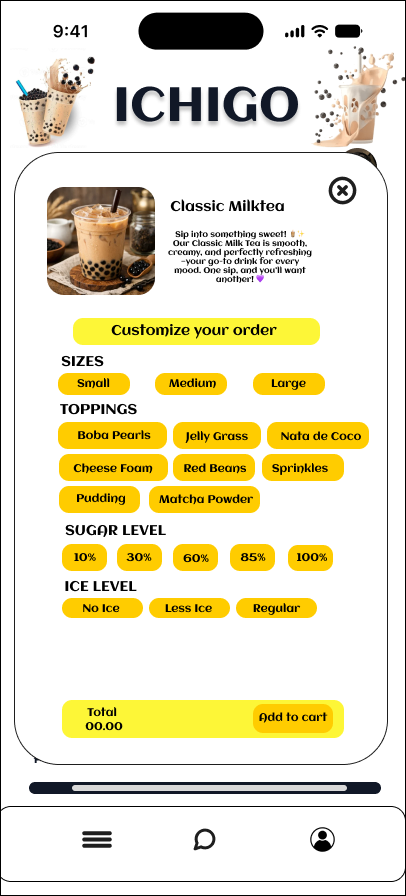 9:41
ICHIGO
Classic Milktea
Sip into something sweet! 🧋✨
Our Classic Milk Tea is smooth,
creamy, and perfectly refreshing
—your go-to drink for every
mood. One sip, and you'll want
another! 💜
Customize your order
SIZES
Small Medium Large
TOPPINGS
Boba Pearls Jelly Grass Nata de Coco
Cheese Foam Red Beans Sprinkles
Pudding Matcha Powder
SUGAR LEVEL
10% 30% 60% 85% 100%
ICE LEVEL
No Ice Less Ice Regular
Total
00.00
Add to cart